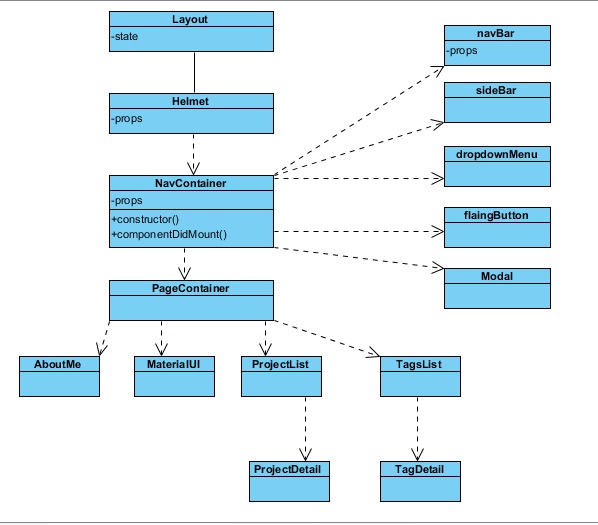 Layout
-state
navBar
-props
Helmet
-props
sideBar
dropdownMenu
NavContainer
-props
+constructor()
+componentDidMount()
flaingButton
Modal
PageContainer
AboutMe
MaterialUI
ProjectList
TagsList
ProjectDetail
TagDetail